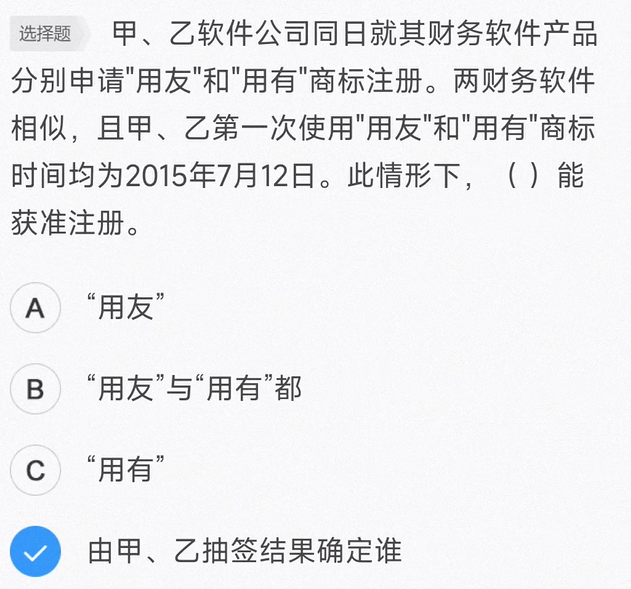 选择题 甲、乙软件公司同日就其财务软件产品
分别申请"用友"和"用有"商标注册。两财务软件
相似，且甲、乙第一次使用"用友"和"用有"商标
时间均为2015年7月12日。此情形下，（ ）能
获准注册。
A “用友”
B “用友”与“用有”都
C “用有”
由甲、乙抽签结果确定谁